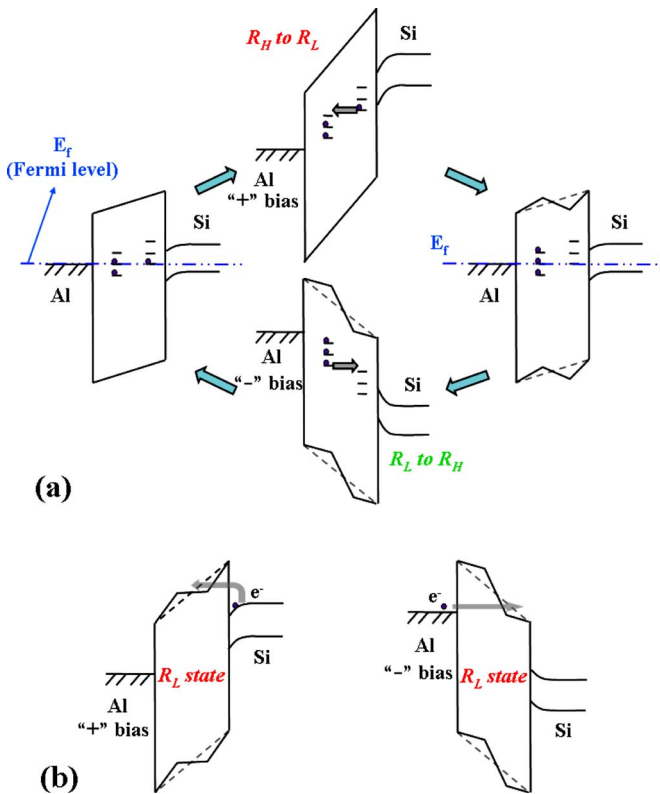 R_H to R_L
Si
E_f
(Fermi level)
Al
"+" bias
Si
Si
E_f
Al
Al
Al
"−" bias
Si
R_L to R_H
(a)
e-
Si
R_L state
Al
"+" bias
e-
Al
"−" bias
R_L state
Si
(b)